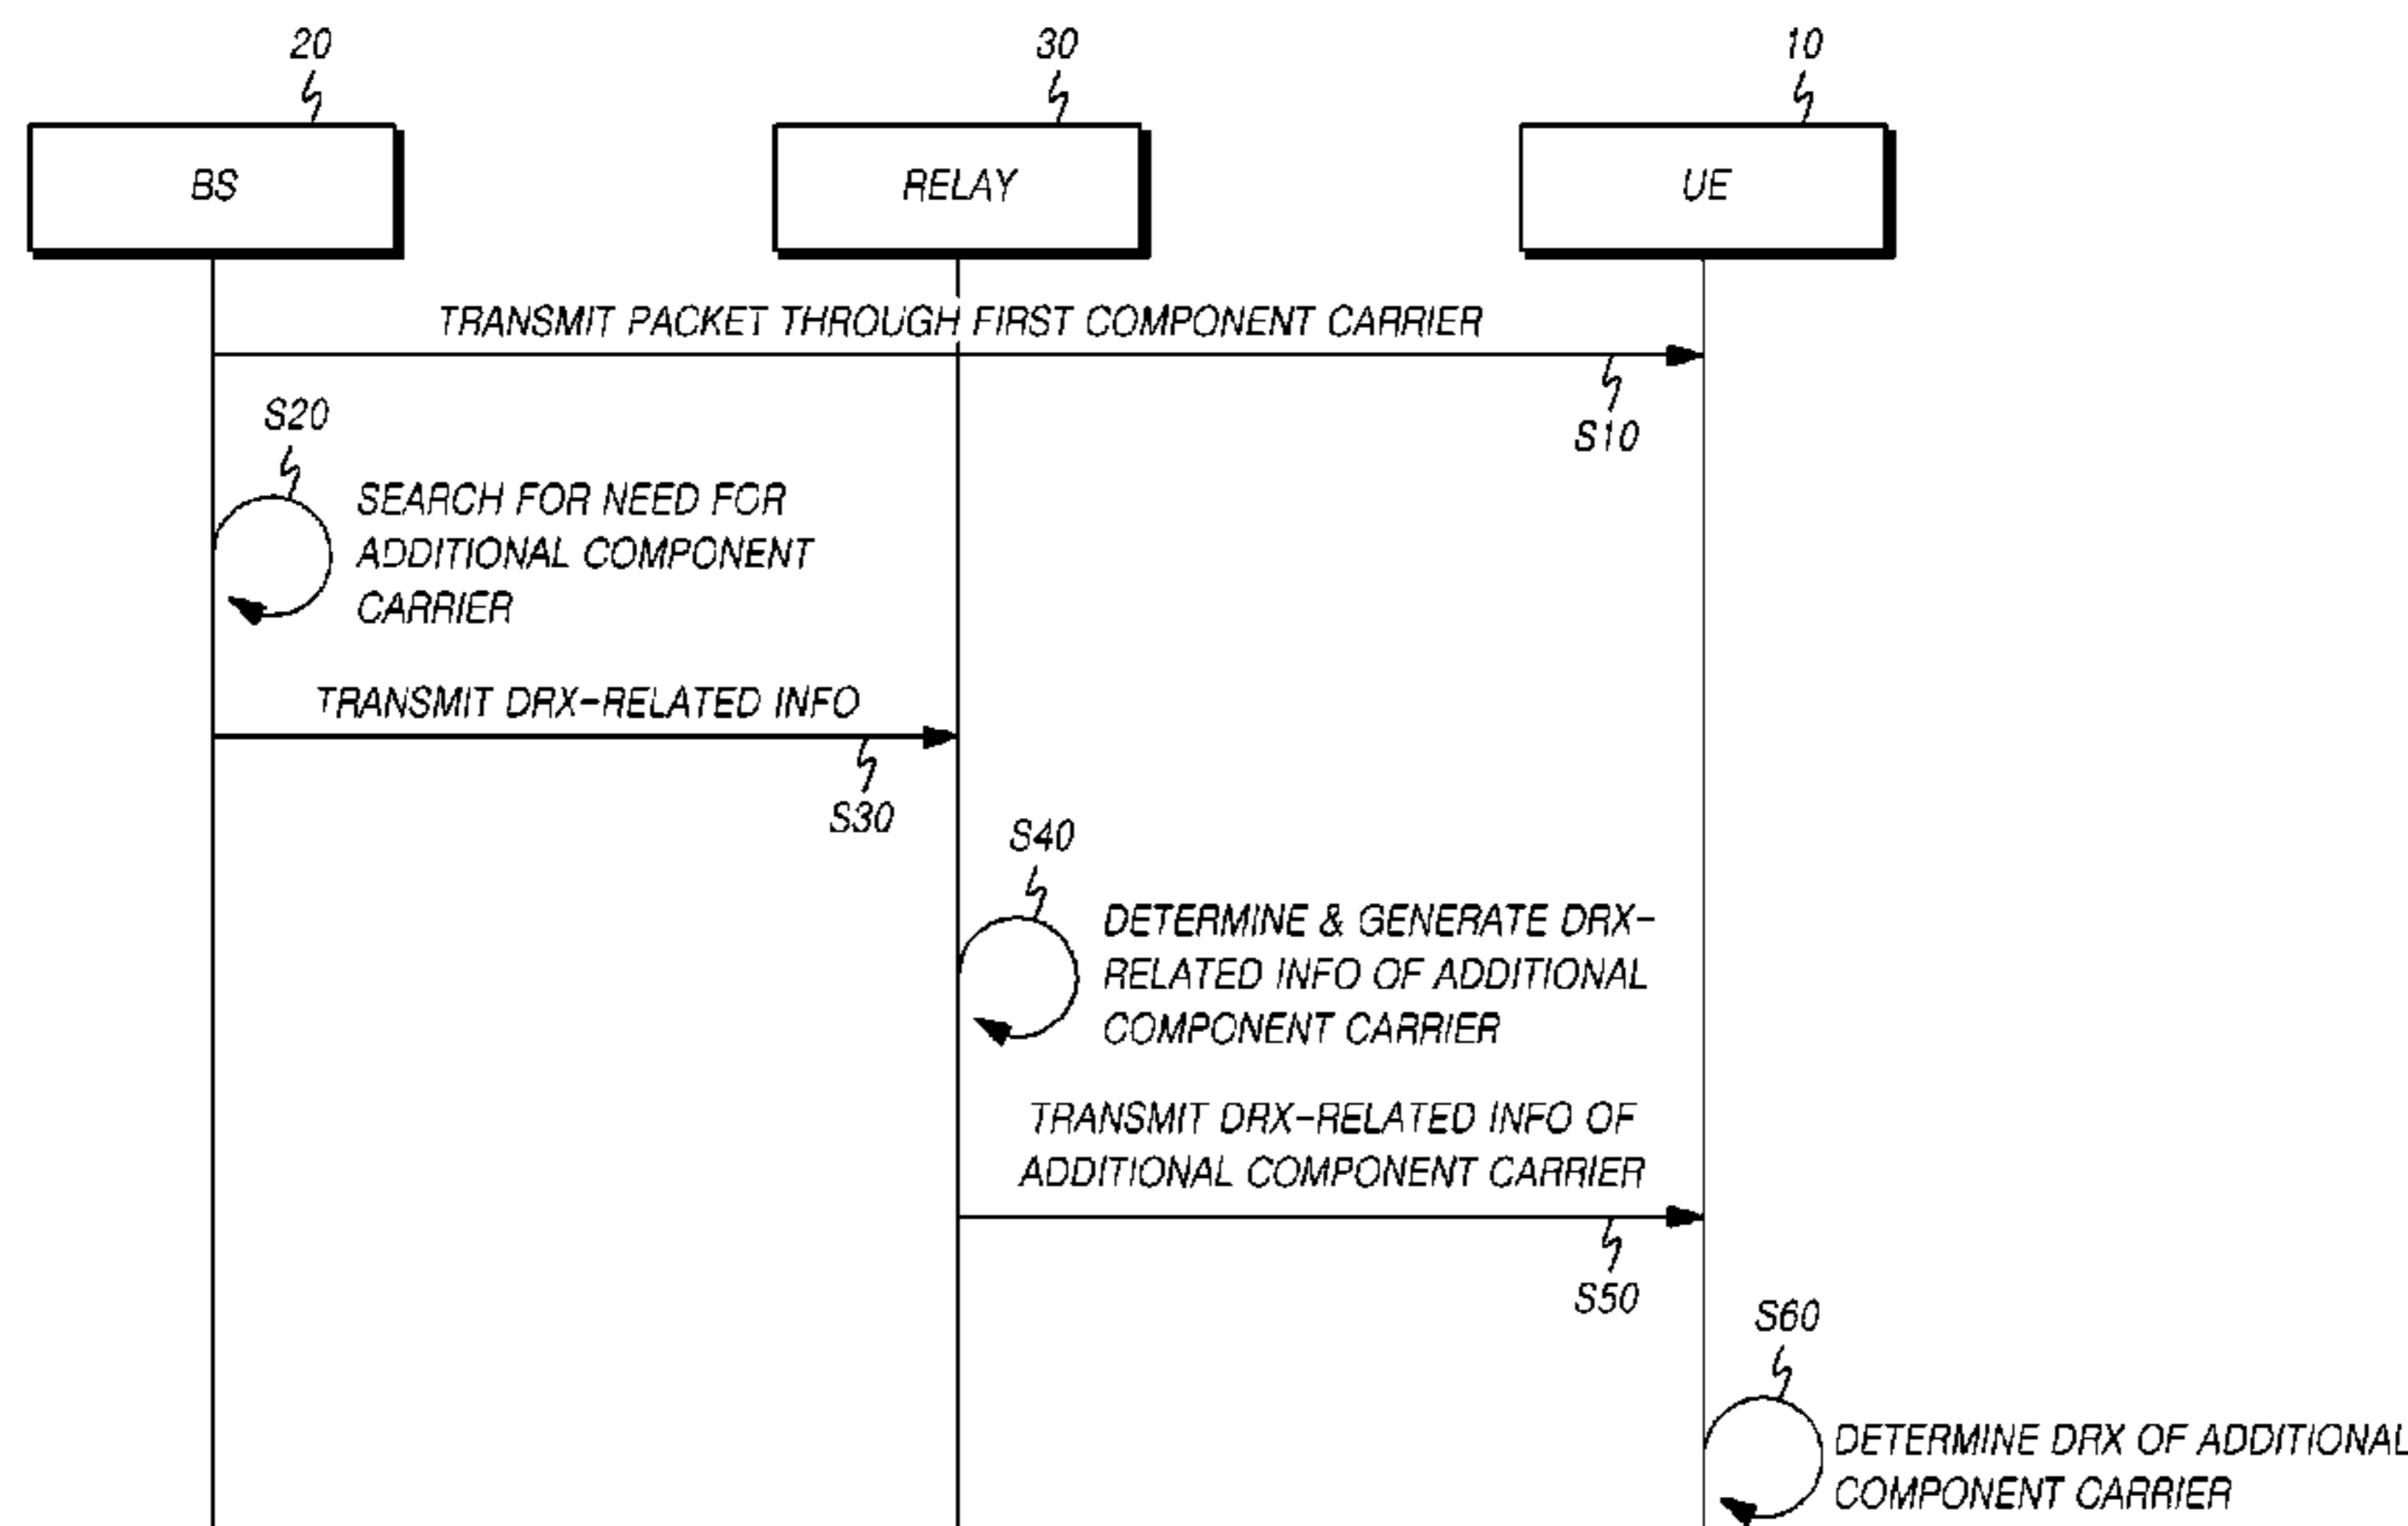 20
30
10
BS
RELAY
UE
TRANSMIT PACKET THROUGH FIRST COMPONENT CARRIER
S10
S20
SEARCH FOR NEED FOR
ADDITIONAL COMPONENT
CARRIER
TRANSMIT DRX-RELATED INFO
S30
S40
DETERMINE & GENERATE DRX-
RELATED INFO OF ADDITIONAL
COMPONENT CARRIER
TRANSMIT DRX-RELATED INFO OF
ADDITIONAL COMPONENT CARRIER
S50
S60
DETERMINE DRX OF ADDITIONAL
COMPONENT CARRIER